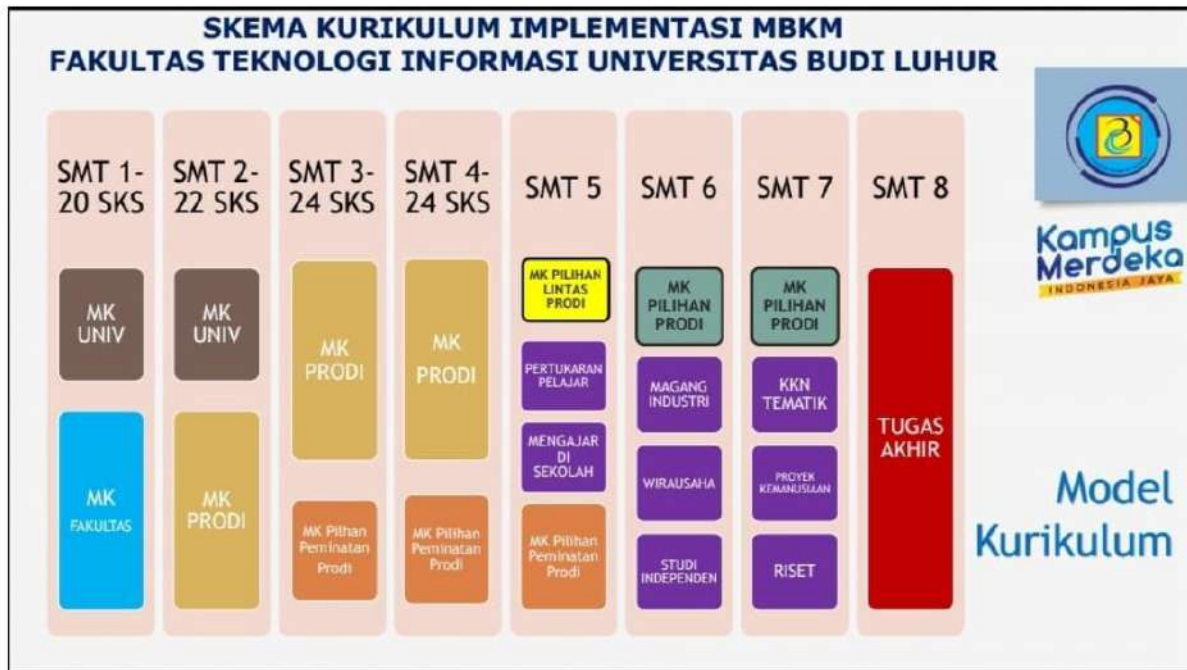 SKEMA KURIKULUM IMPLEMENTASI MBKM
FAKULTAS TEKNOLOGI INFORMASI UNIVERSITAS BUDI LUHUR
SMT 1-
20 SKS
MK
UNIV
MK
FAKULTAS
SMT 2-
22 SKS
MK
UNIV
MK
PRODI
SMT 3-
24 SKS
MK
PRODI
MK Pilhan
Peminatan
Prodi
SMT 4-
24 SKS
MK
PRODI
MK Pilihan
Peminatan
Prodi
SMT 5
MK PILIHAN
LINTAS
PRODI
PERTUKARAN
PELAJAR
MENGAJAR
DI
SEKOLAH
MK Pilihan
Peminatan
Prodi
SMT 6
MK
PILIHAN
PRODI
MAGANG
INDUSTRI
WIRAUSAHA
STUDI
INDEPENDEN
SMT 7
MK
PILIHAN
PRODI
KKN
TEMATIK
PROYEK
KEMANUSIAAN
RISET
SMT 8
TUGAS
AKHIR
Kampus
Merdeka
INDONESIA JAYA
Model
Kurikulum